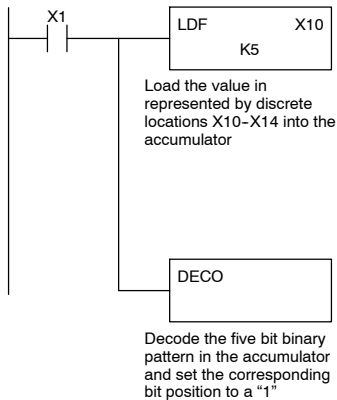 X1
LDF X10
K5
Load the value in
represented by discrete
locations X10-X14 into the
accumulator
DECO
Decode the five bit binary
pattern in the accumulator
and set the corresponding
bit position to a “1”